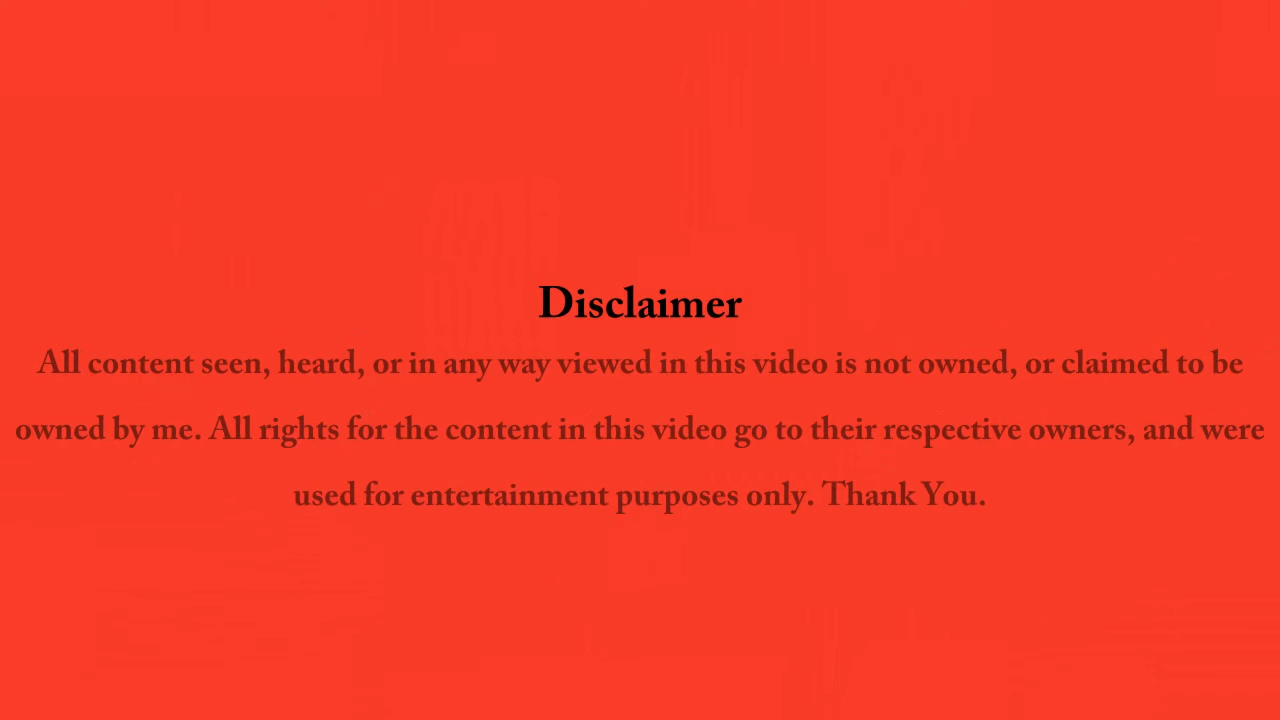 Disclaimer
All content seen, heard, or in any way viewed in this video is not owned, or claimed to be
owned by me. All rights for the content in this video go to their respective owners, and were
used for entertainment purposes only. Thank You.